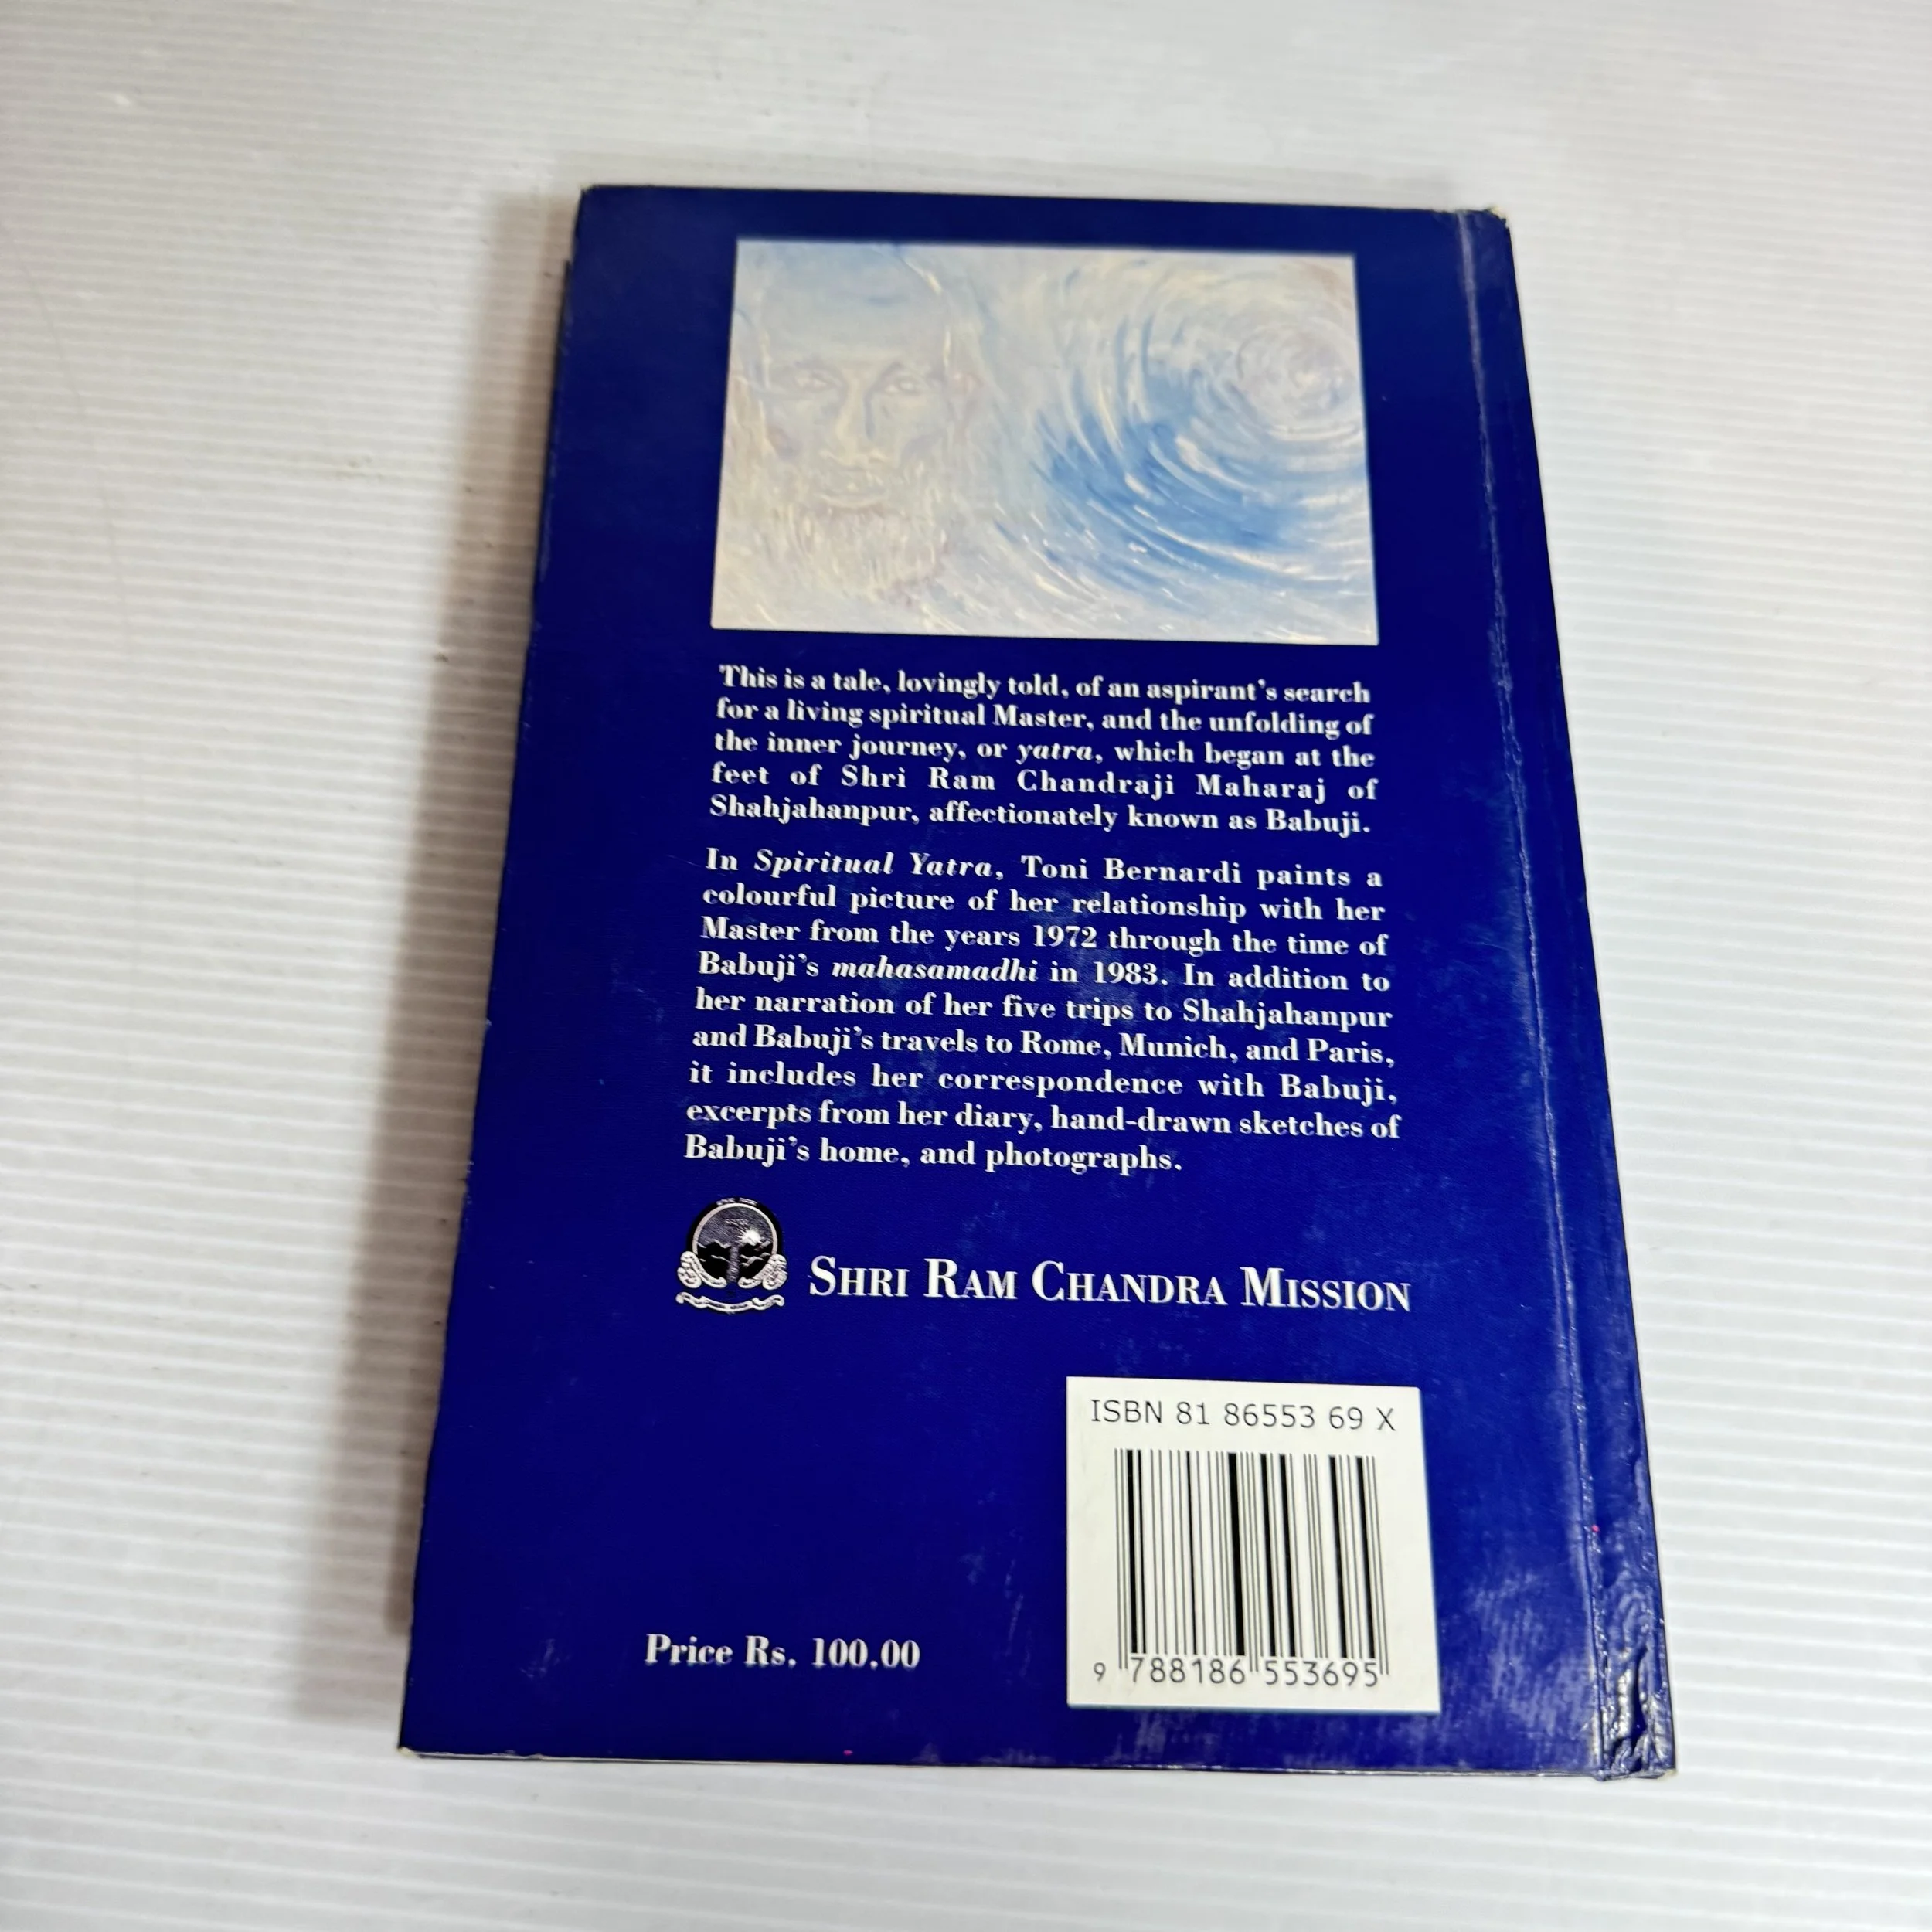 This is a tale, lovingly told, of an aspirant's search
for a living spiritual Master, and the unfolding of
the inner journey, or yatra, which began at the
feet of Shri Ram Chandraji Maharaj of
Shahjahanpur, affectionately known as Babuji.
In Spiritual Yatra, Toni Bernardi paints a
colourful picture of her relationship with her
Master from the years 1972 through the time of
Babuji's mahasamadhi in 1983. In addition to
her narration of her five trips to Shahjahanpur
and Babuji's travels to Rome, Munich, and Paris,
it includes her correspondence with Babuji,
excerpts from her diary, hand-drawn sketches of
Babuji's home, and photographs.
SHRI RAM CHANDRA MISSION
ISBN 81 86553 69 X
9 788186 553695
Price Rs. 100.00